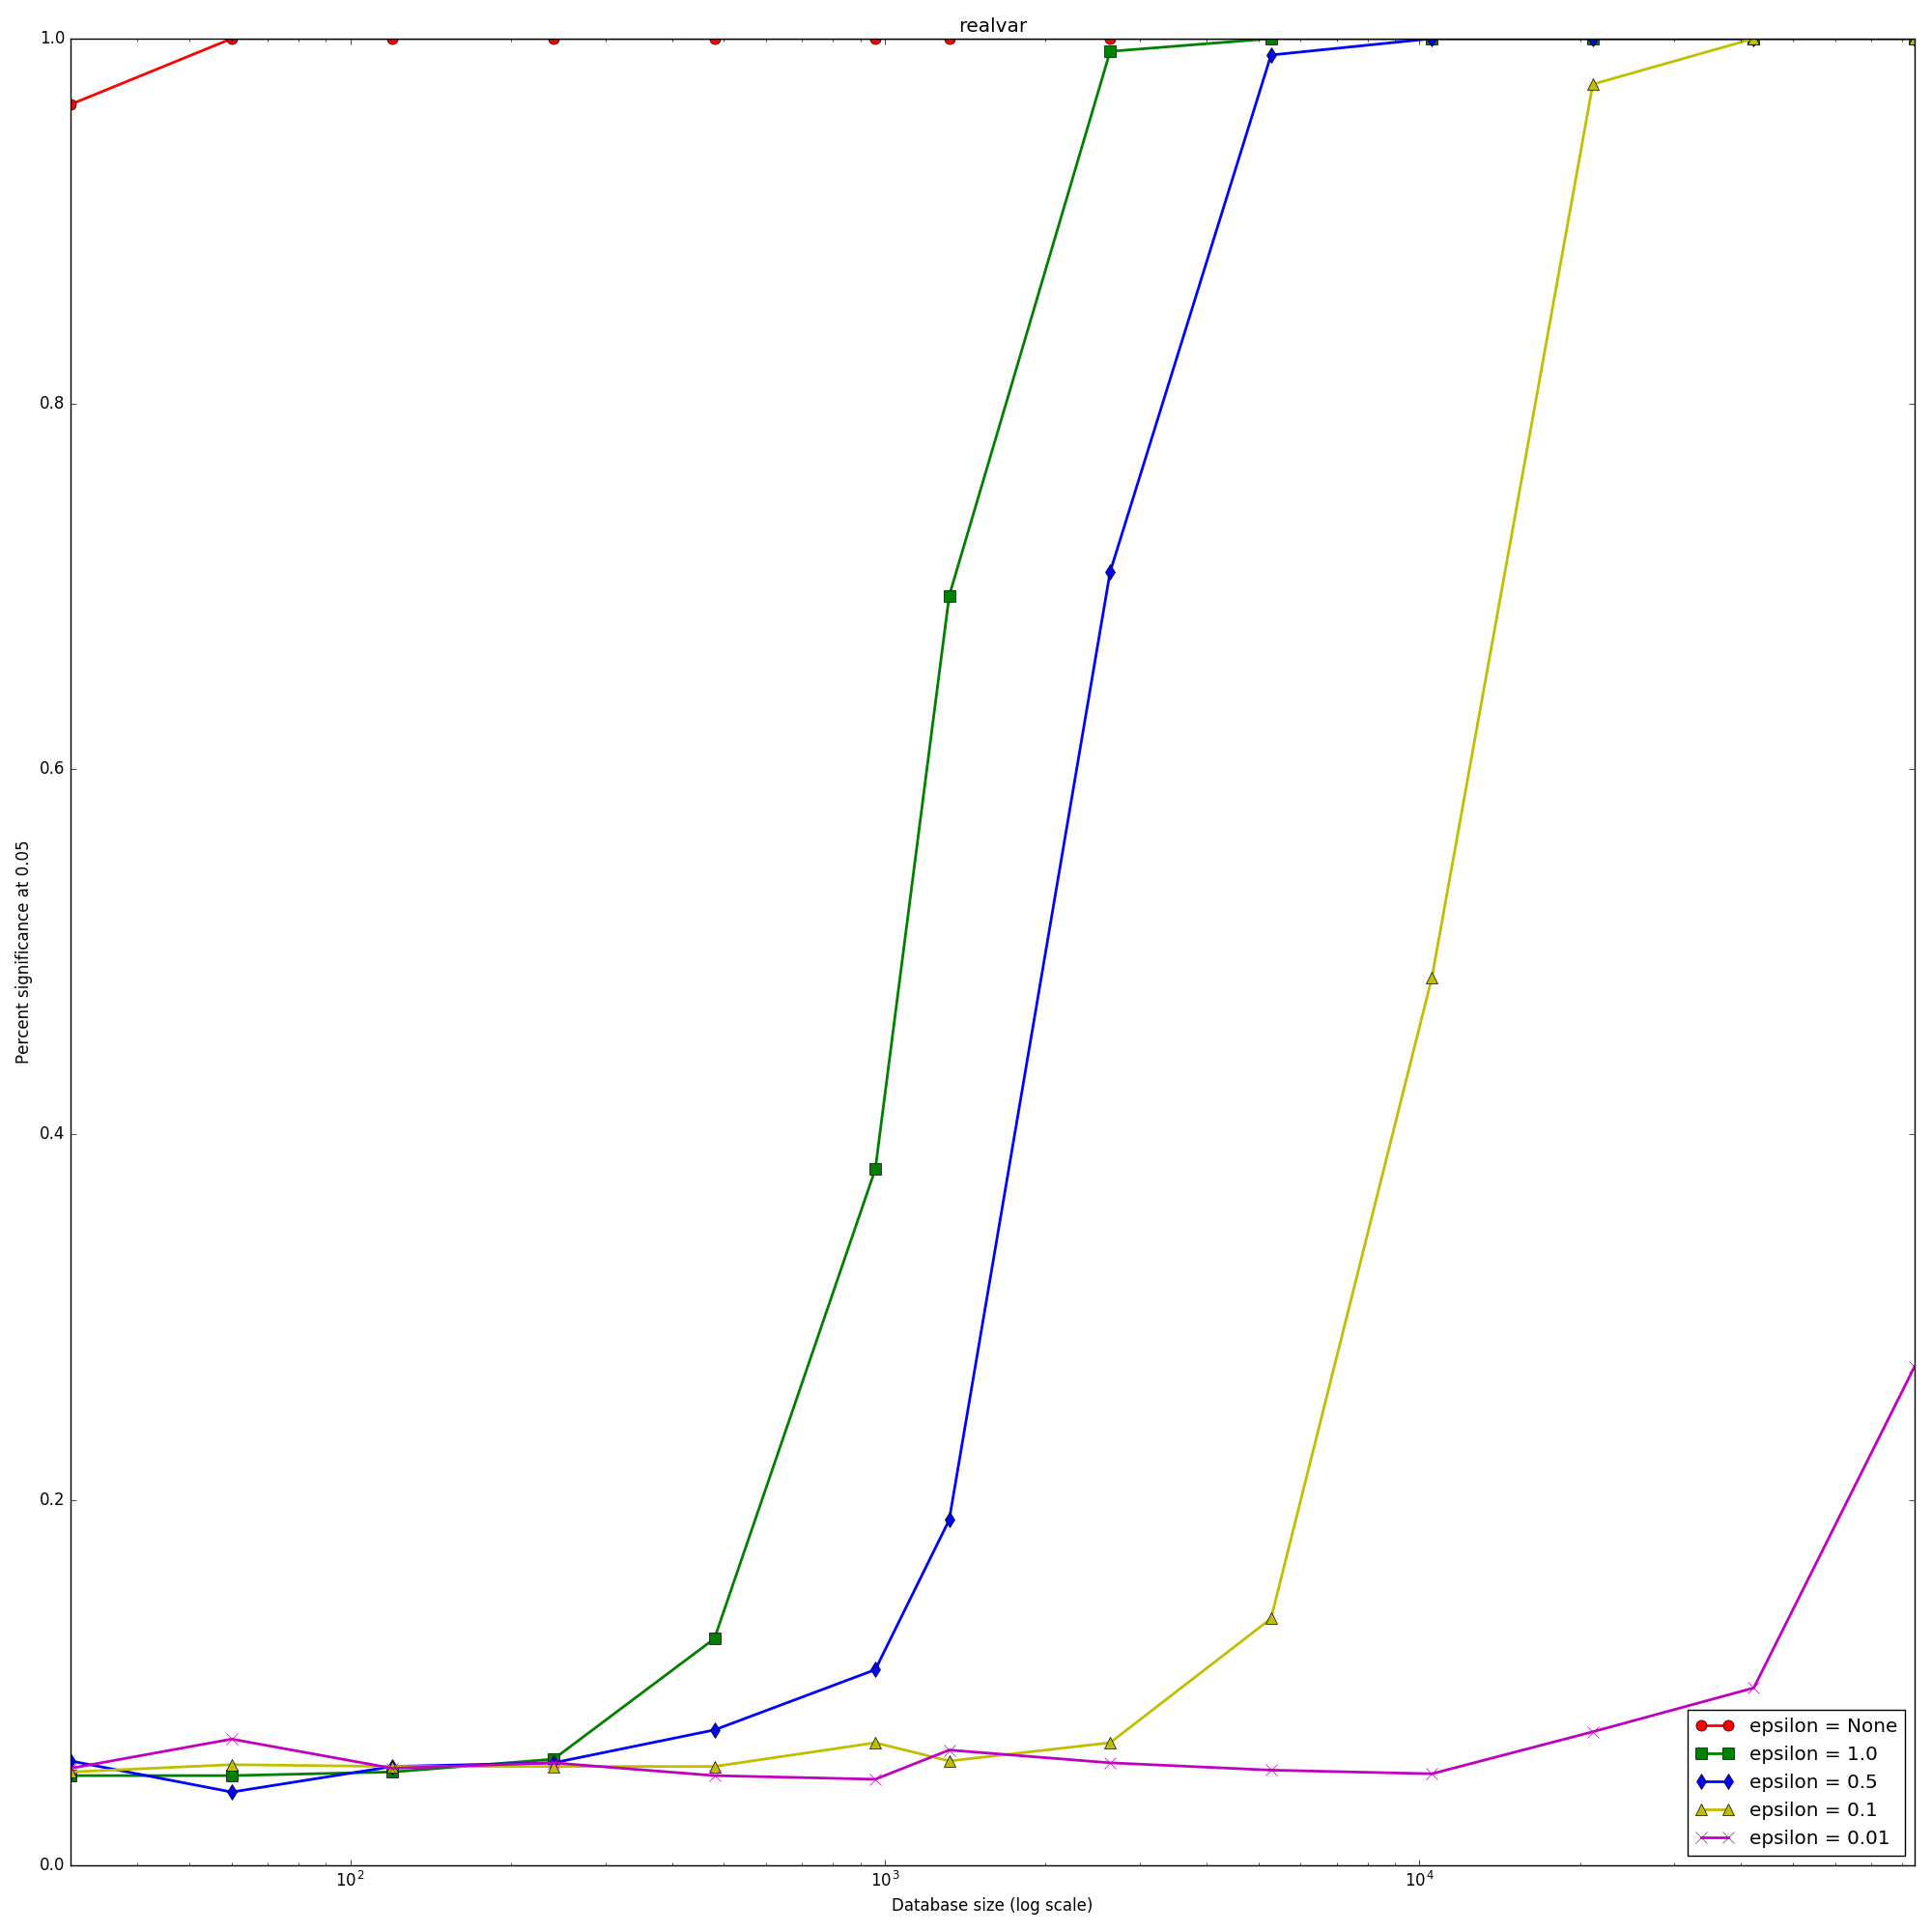 realvar
1.0
0.8
0.6
0.4
0.2
0.0
Percent significance at 0.05
10²
10³
10⁴
Database size (log scale)
epsilon = None
epsilon = 1.0
epsilon = 0.5
epsilon = 0.1
epsilon = 0.01